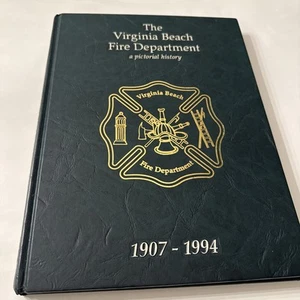 The
Virginia Beach
Fire Department
a pictorial history
Virginia Beach
Fire Department
1907 - 1994